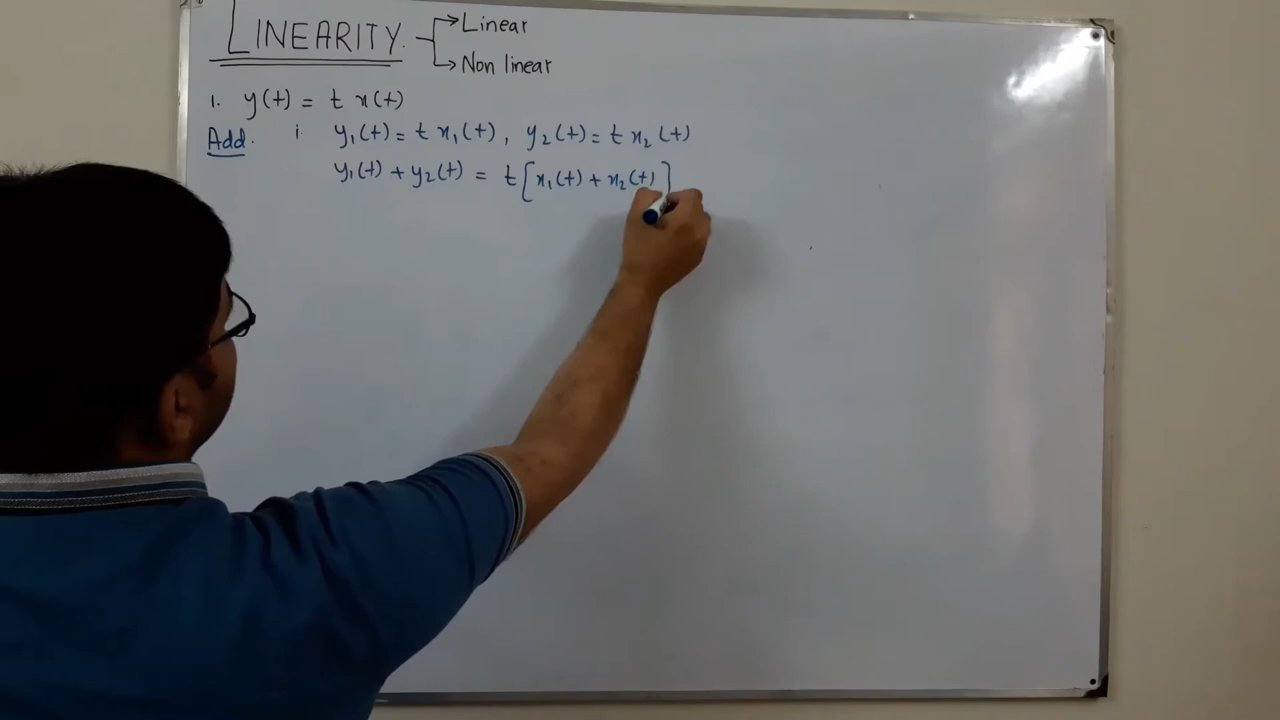 LINEARITY. → Linear
→ Non linear
1. y(t) = t x(t)
Add. i. y₁(t) = t x₁(t), y₂(t) = t x₂(t)
y₁(t) + y₂(t) = t[x₁(t) + x₂(t)]